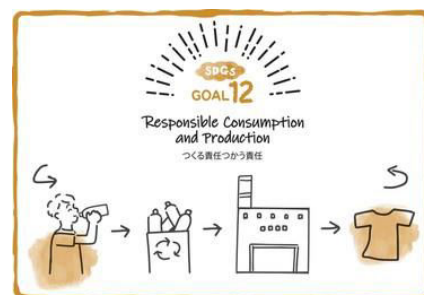 SDGs
GOAL 12
Responsible Consumption
and Production
つくる責任つかう責任